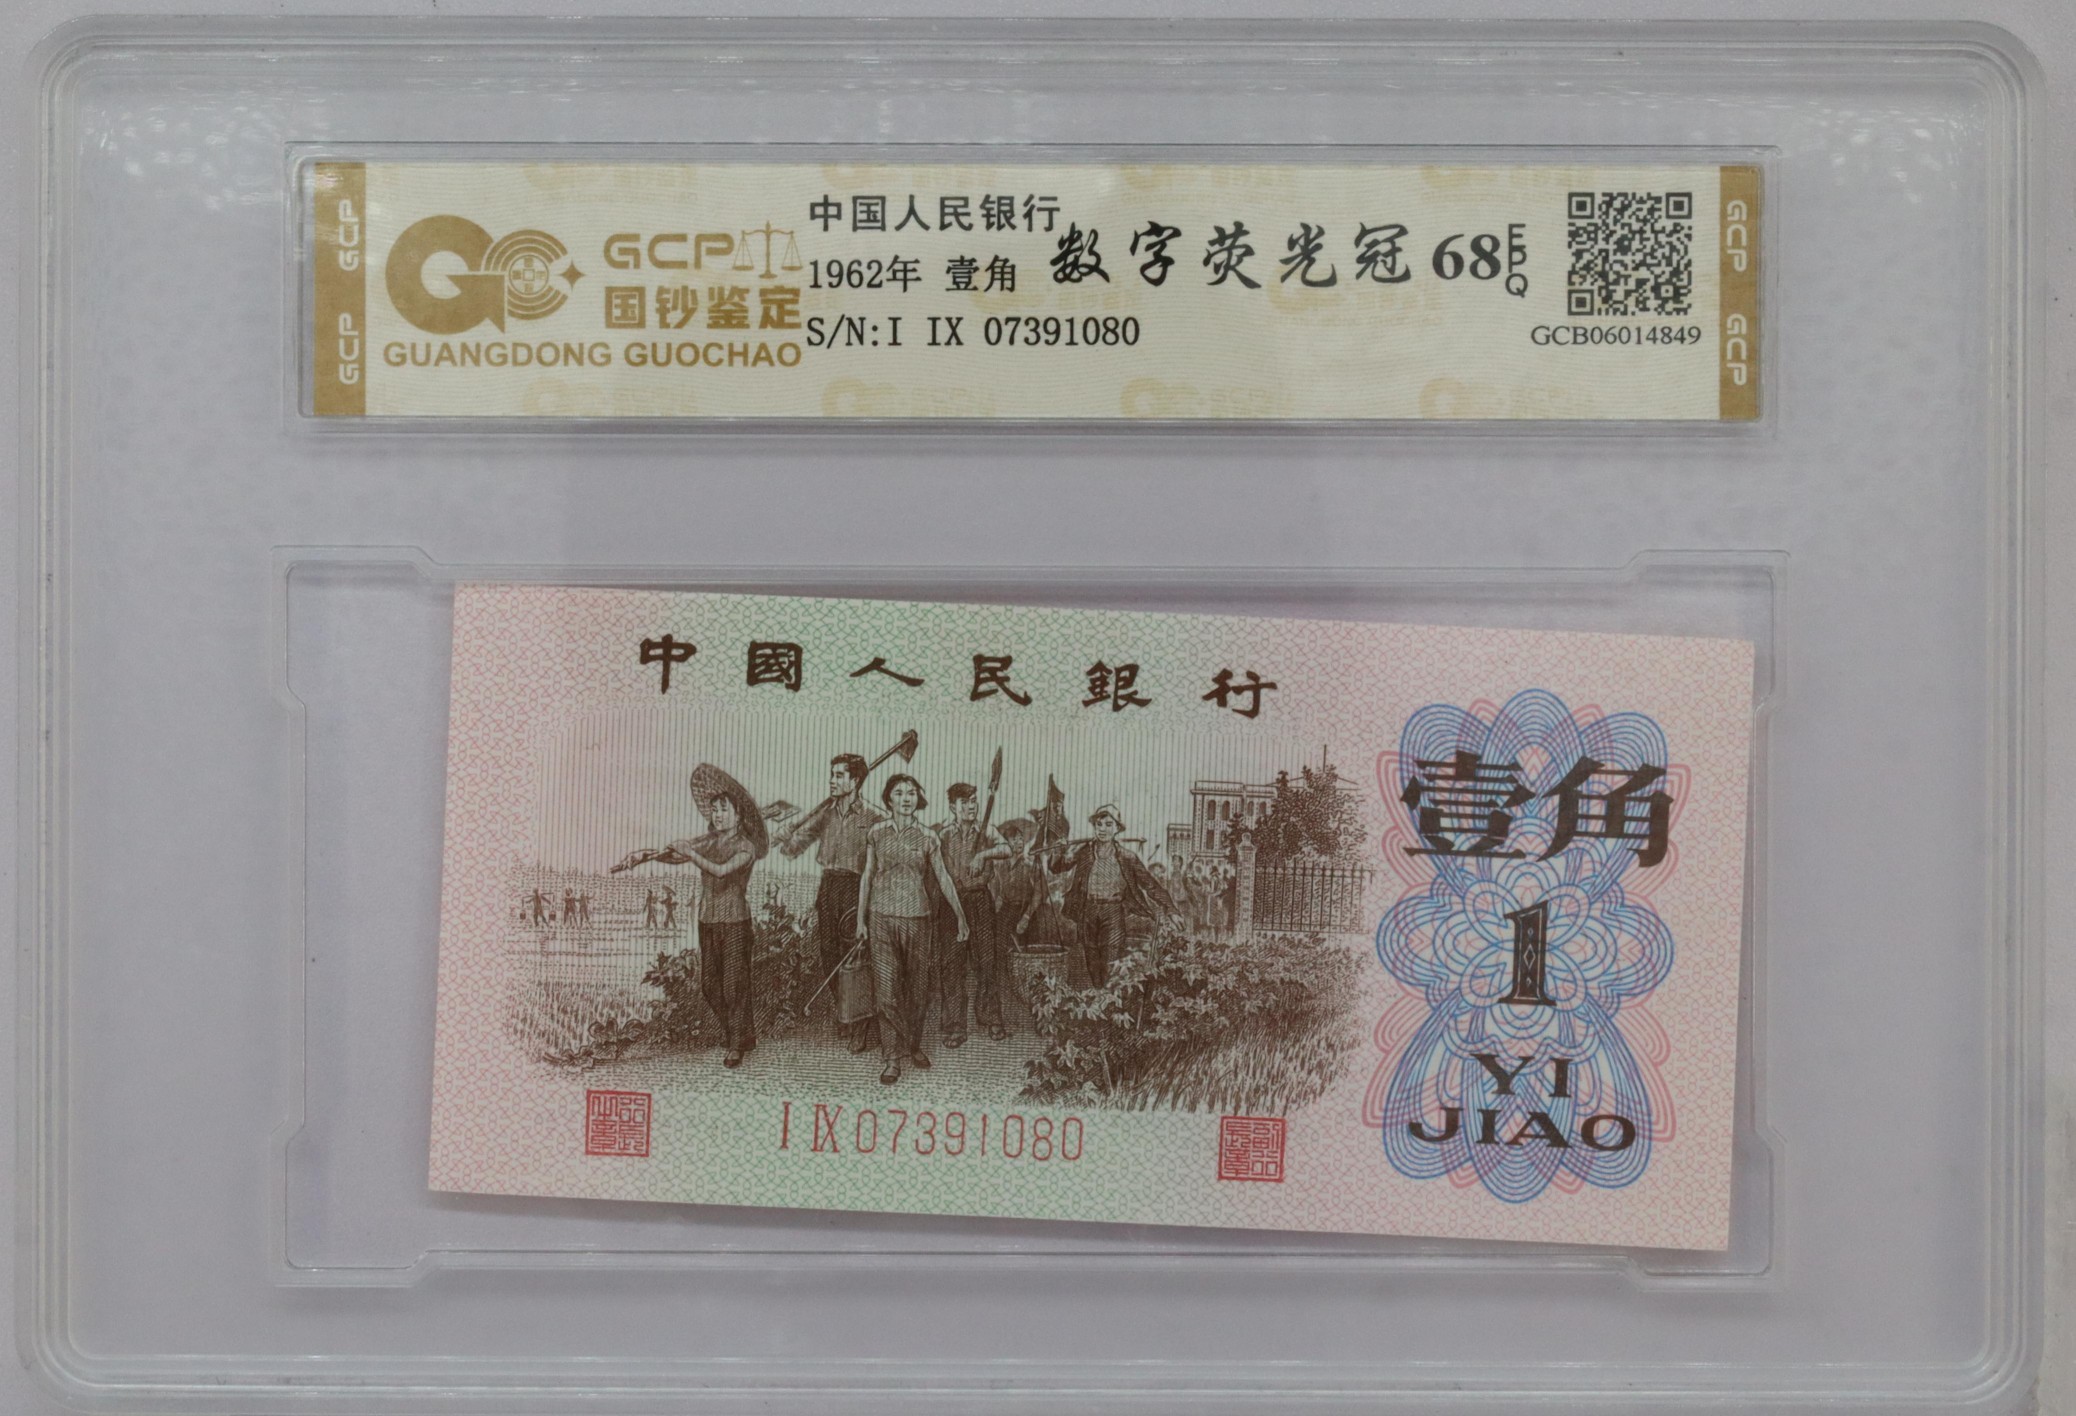 GCP GCP
GCP
国钞鉴定
GUANGDONG GUOCHAO
中国人民银行
1962年 壹角
S/N:I IX 07391080
数字荧光冠 68 EPQ
GCB06014849
GCP GCP
中國人民銀行
壹角
1
YI
JIAO
I IX 07391080